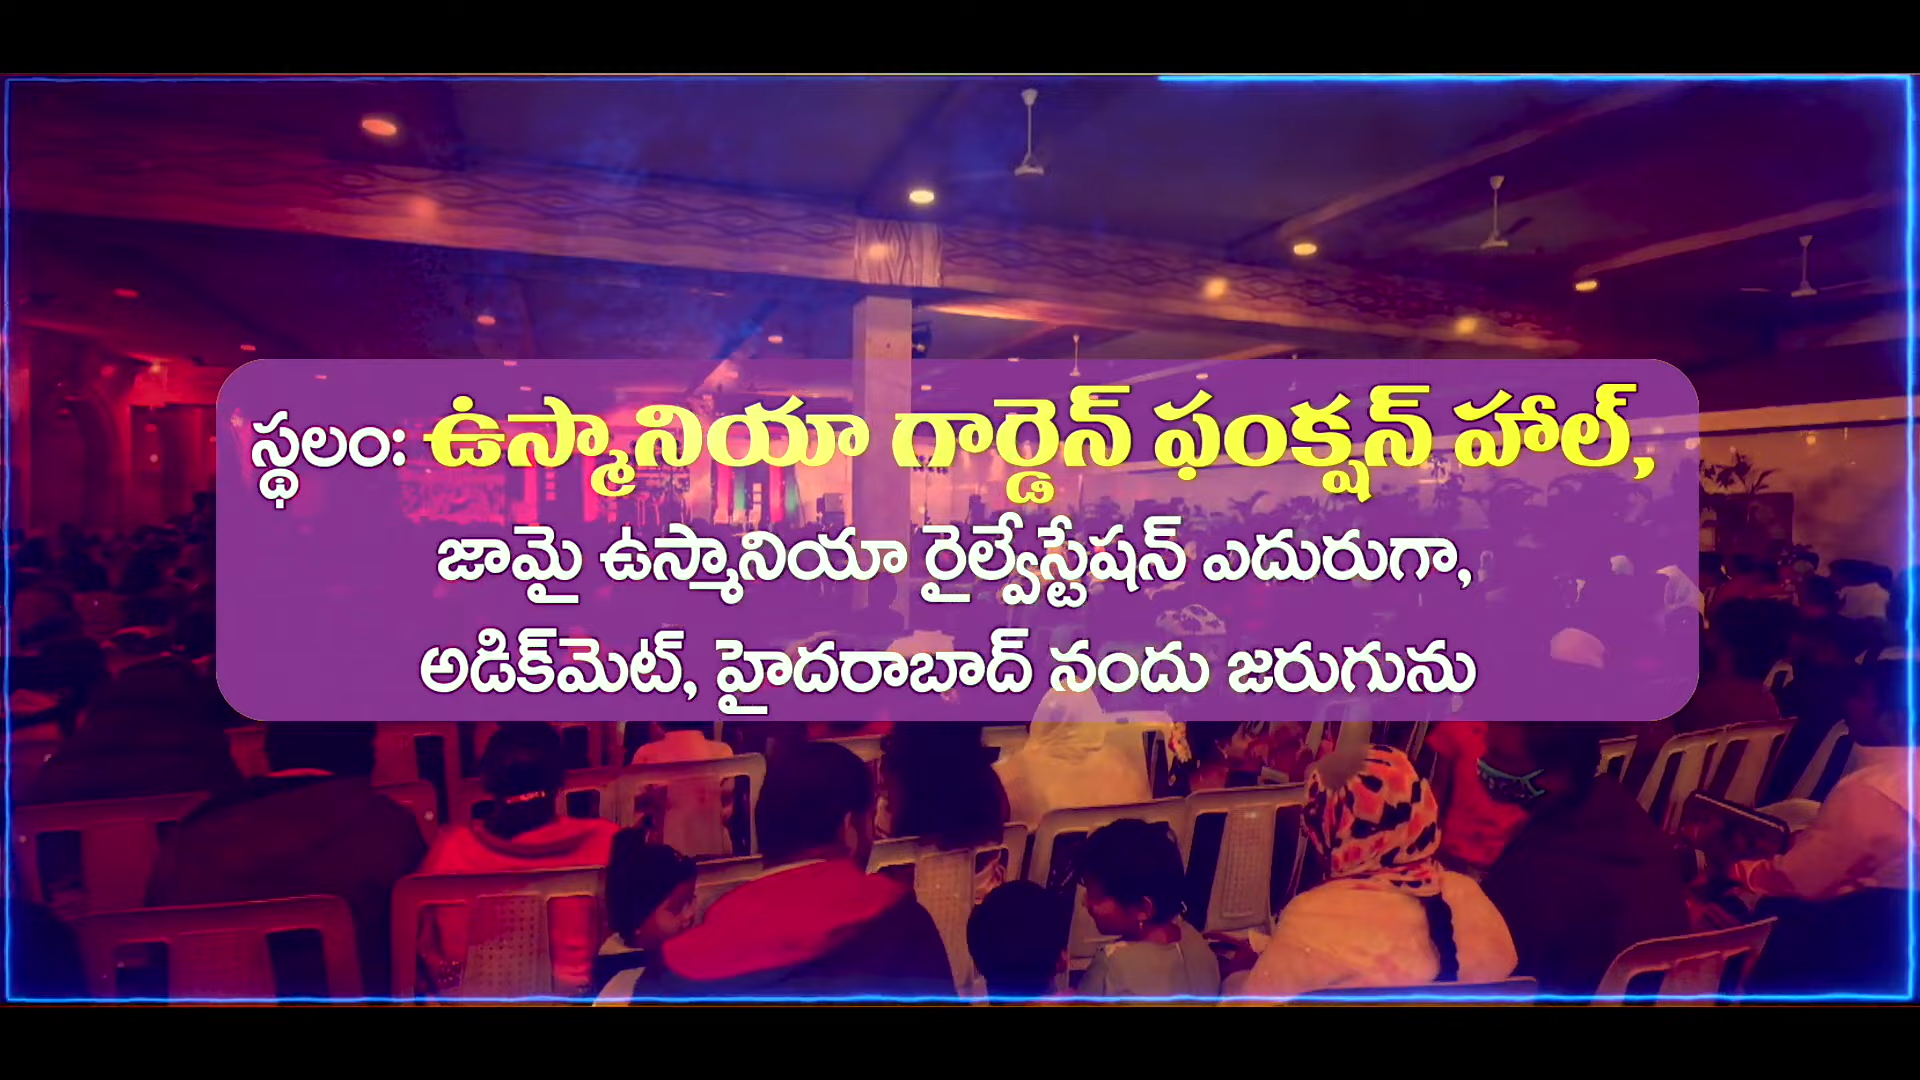 స్థలం: ఉస్మానియా గార్డెన్ ఫంక్షన్ హాల్,
జామై ఉస్మానియా రైల్వేస్టేషన్ ఎదురుగా,
అడిక్‌మెట్, హైదరాబాద్ నందు జరుగును